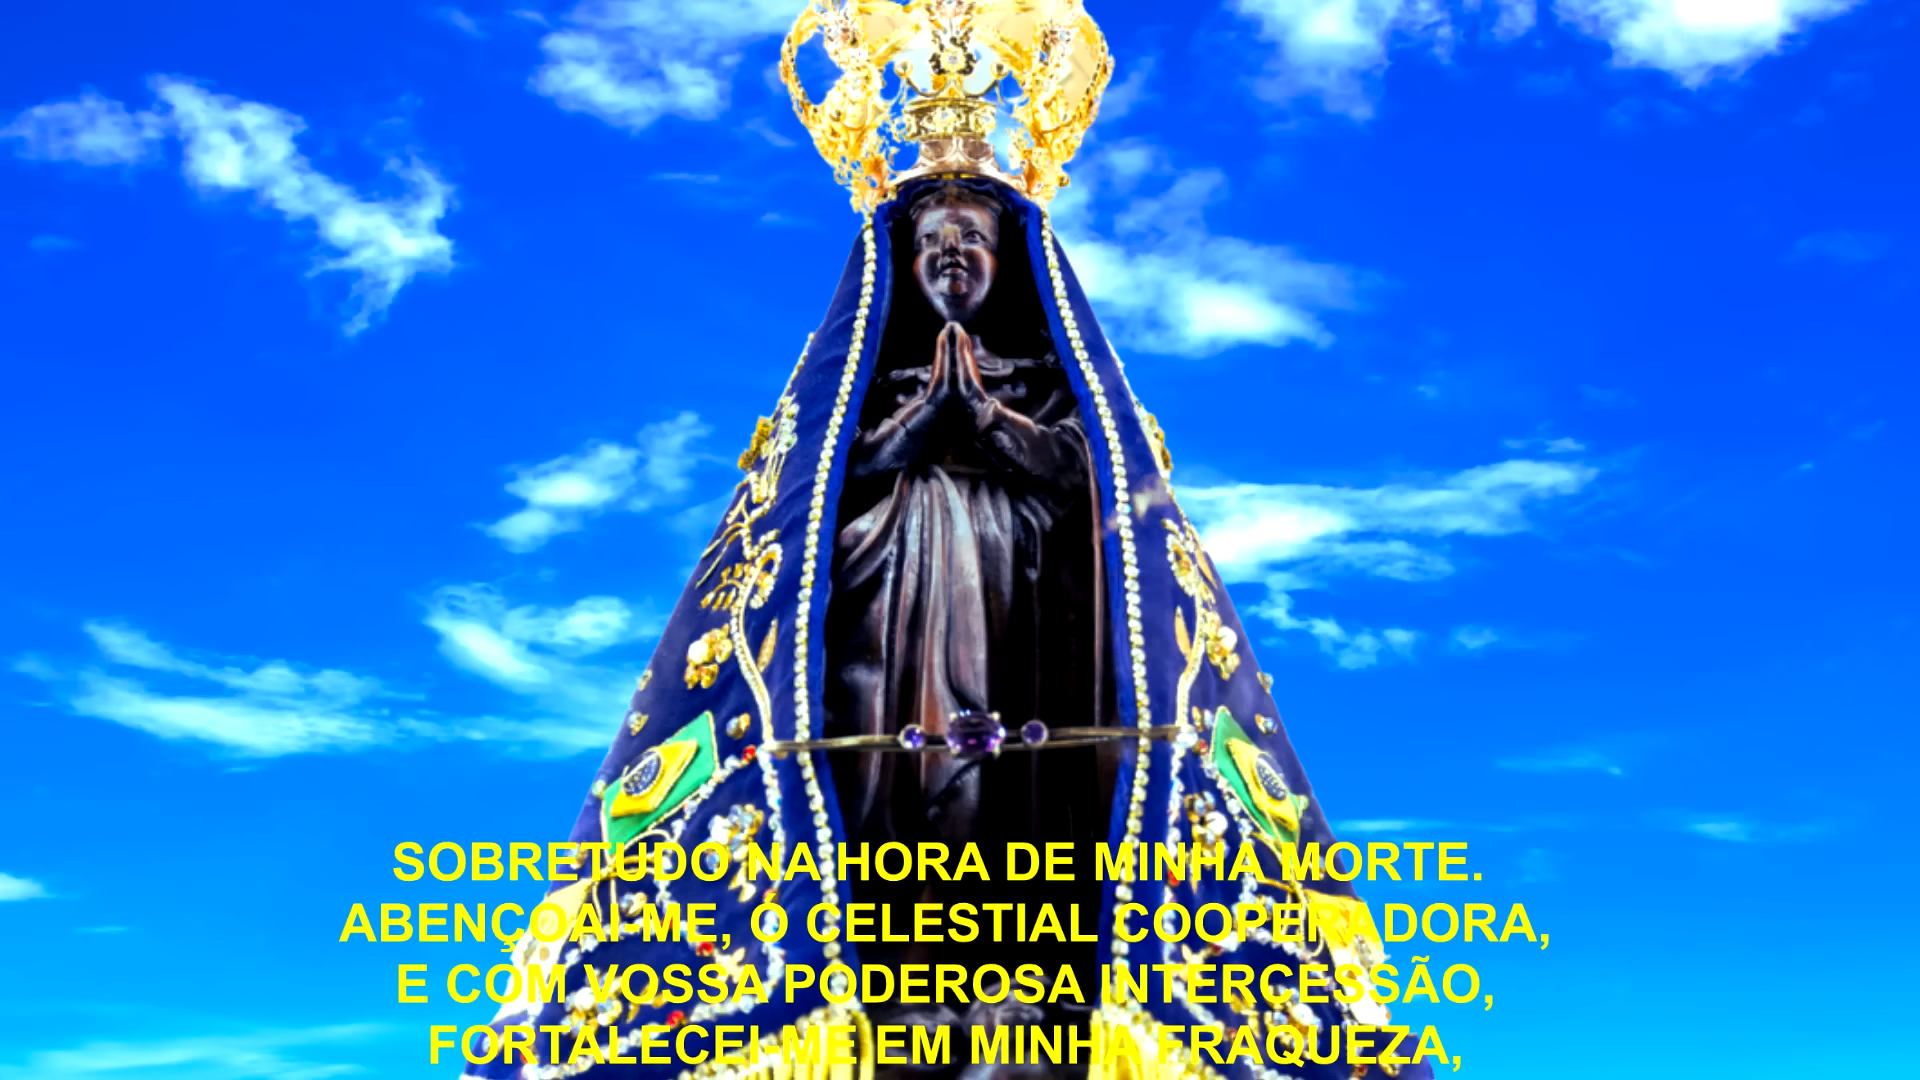 SOBRETUDO NA HORA DE MINHA MORTE.
ABENÇOAI-ME, Ó CELESTIAL COOPERADORA,
E COM VOSSA PODEROSA INTERCESSÃO,
FORTALECEI-ME EM MINHA FRAQUEZA,